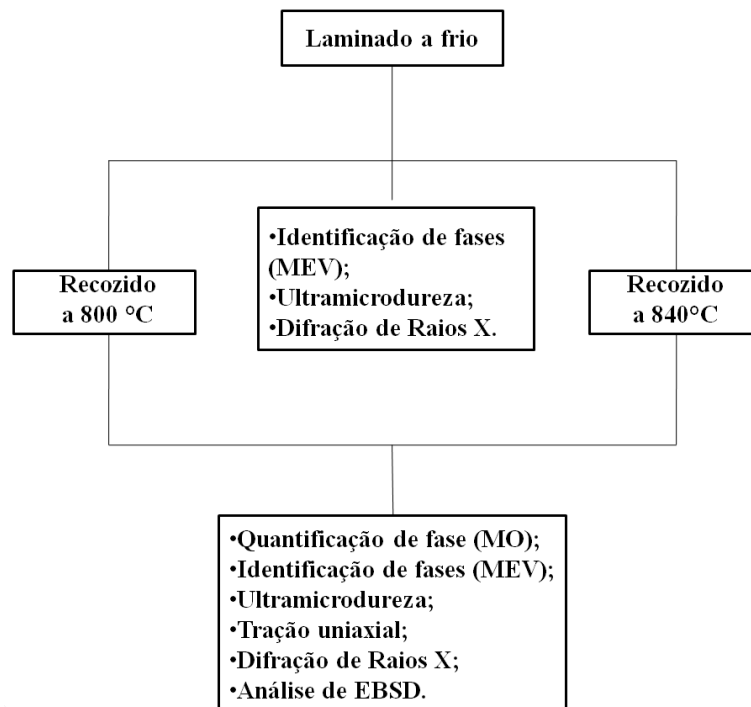 Laminado a frio
•Identificação de fases
(MEV);
•Ultramicrodureza;
•Difração de Raios X.
Recozido
a 800 °C
Recozido
a 840°C
•Quantificação de fase (MO);
•Identificação de fases (MEV);
•Ultramicrodureza;
•Tração uniaxial;
•Difração de Raios X;
•Análise de EBSD.